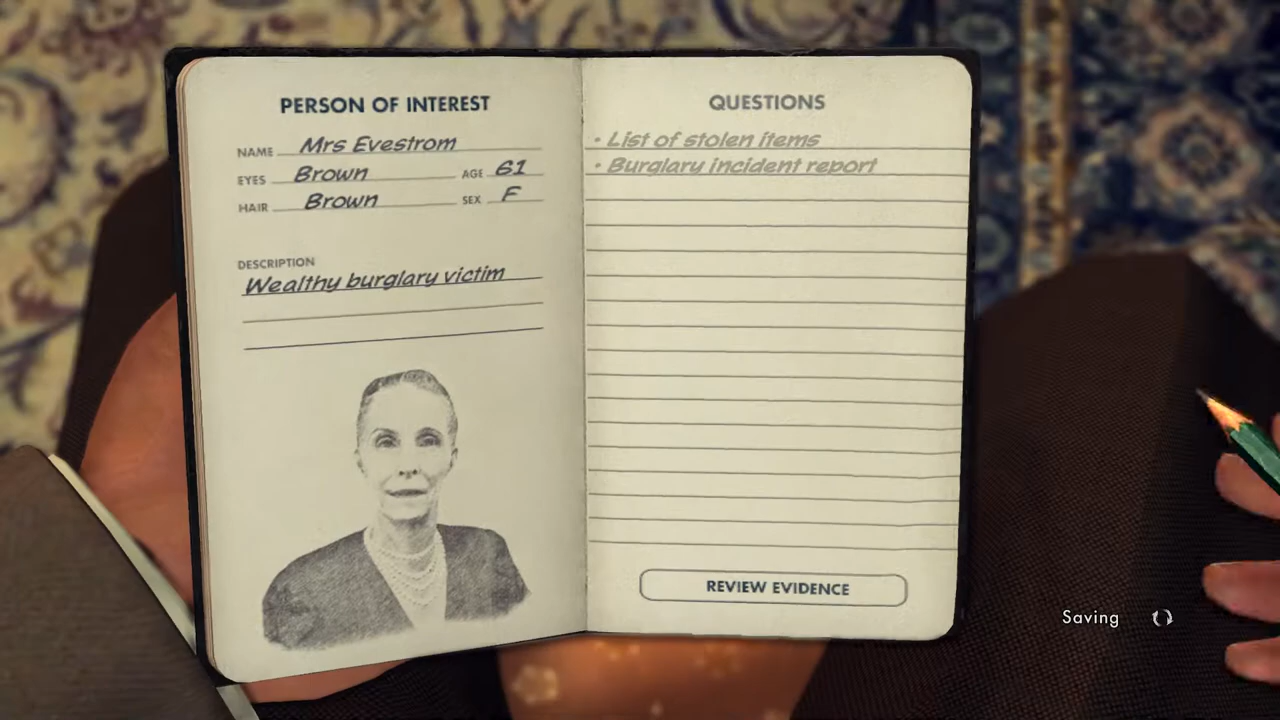 PERSON OF INTEREST
NAME Mrs Evestrom
EYES Brown AGE 61
HAIR Brown SEX F
DESCRIPTION
Wealthy burglary victim
QUESTIONS
• List of stolen items
• Burglary incident report
REVIEW EVIDENCE
Saving